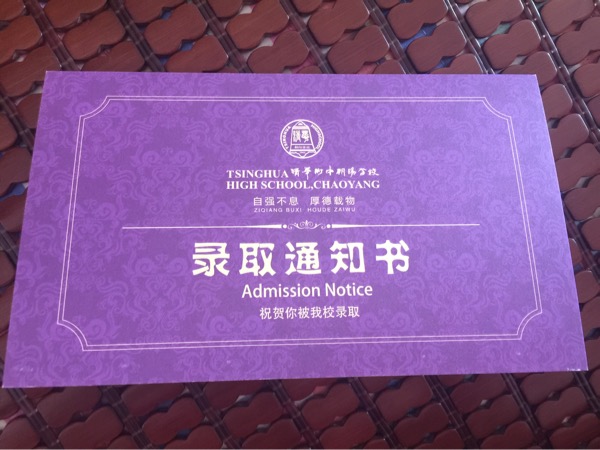 TSINGHUA 清华附中朝阳学校
HIGH SCHOOL,CHAOYANG
自强不息 厚德载物
ZIQIANG BUXI HOUDE ZAIWU
录取通知书
Admission Notice
祝贺你被我校录取